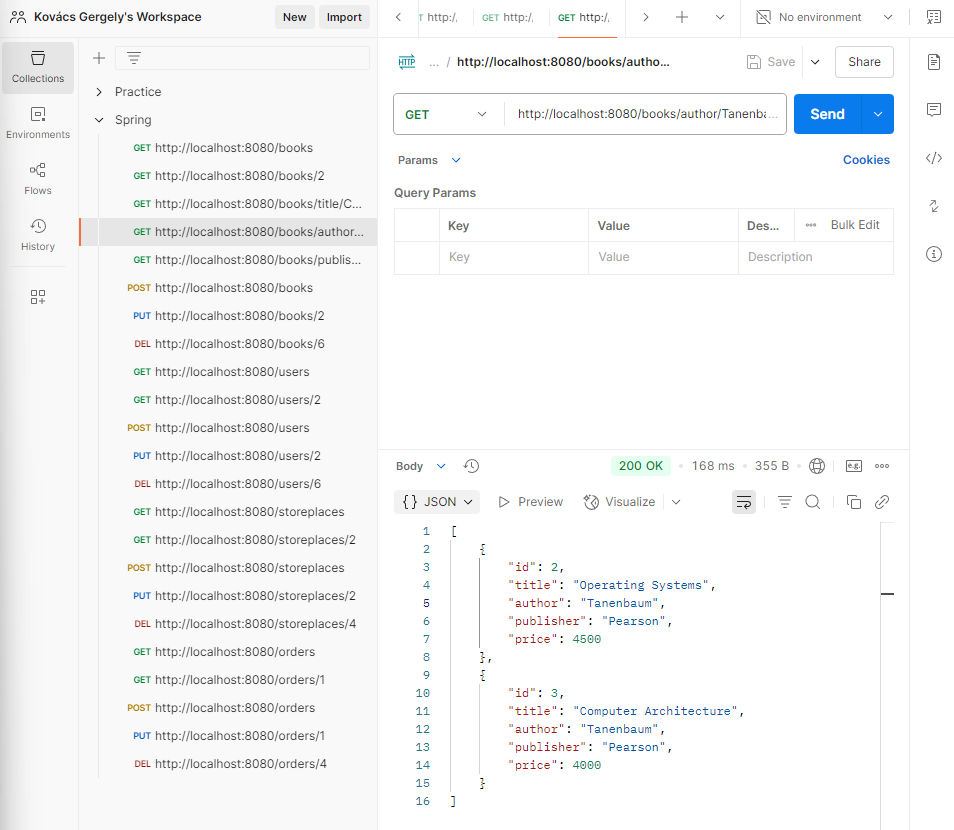 Kovács Gergely's Workspace
New
Import
Collections
Environments
Flows
History
Practice
Spring
GET http://localhost:8080/books
GET http://localhost:8080/books/2
GET http://localhost:8080/books/title/C...
GET http://localhost:8080/books/author...
GET http://localhost:8080/books/publis...
POST http://localhost:8080/books
PUT http://localhost:8080/books/2
DEL http://localhost:8080/books/6
GET http://localhost:8080/users
GET http://localhost:8080/users/2
POST http://localhost:8080/users
PUT http://localhost:8080/users/2
DEL http://localhost:8080/users/6
GET http://localhost:8080/storeplaces
GET http://localhost:8080/storeplaces/2
POST http://localhost:8080/storeplaces
PUT http://localhost:8080/storeplaces/2
DEL http://localhost:8080/storeplaces/4
GET http://localhost:8080/orders
GET http://localhost:8080/orders/1
POST http://localhost:8080/orders
PUT http://localhost:8080/orders/1
DEL http://localhost:8080/orders/4
T http:/,
GET http:/,
GET http:/,
No environment
HTTP ... / http://localhost:8080/books/autho...
Save
Share
GET
http://localhost:8080/books/author/Tanenba...
Send
Params
Cookies
Query Params
Key Value Des... ••• Bulk Edit
Key Value Description
Body
200 OK • 168 ms • 355 B •
e.g.
{} JSON
Preview
Visualize
1 [
2 {
3 "id": 2,
4 "title": "Operating Systems",
5 "author": "Tanenbaum",
6 "publisher": "Pearson",
7 "price": 4500
8 },
9 {
10 "id": 3,
11 "title": "Computer Architecture",
12 "author": "Tanenbaum",
13 "publisher": "Pearson",
14 "price": 4000
15 }
16 ]